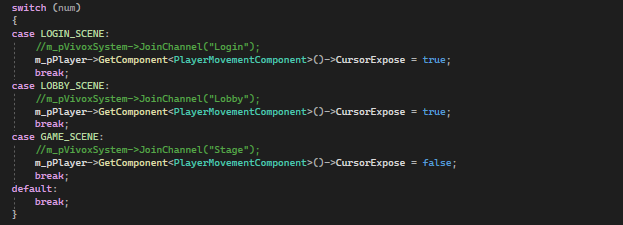 switch (num)
{
case LOGIN_SCENE:
    //m_pVivoxSystem->JoinChannel("Login");
    m_pPlayer->GetComponent<PlayerMovementComponent>()->CursorExpose = true;
    break;
case LOBBY_SCENE:
    //m_pVivoxSystem->JoinChannel("Lobby");
    m_pPlayer->GetComponent<PlayerMovementComponent>()->CursorExpose = true;
    break;
case GAME_SCENE:
    //m_pVivoxSystem->JoinChannel("Stage");
    m_pPlayer->GetComponent<PlayerMovementComponent>()->CursorExpose = false;
    break;
default:
    break;
}